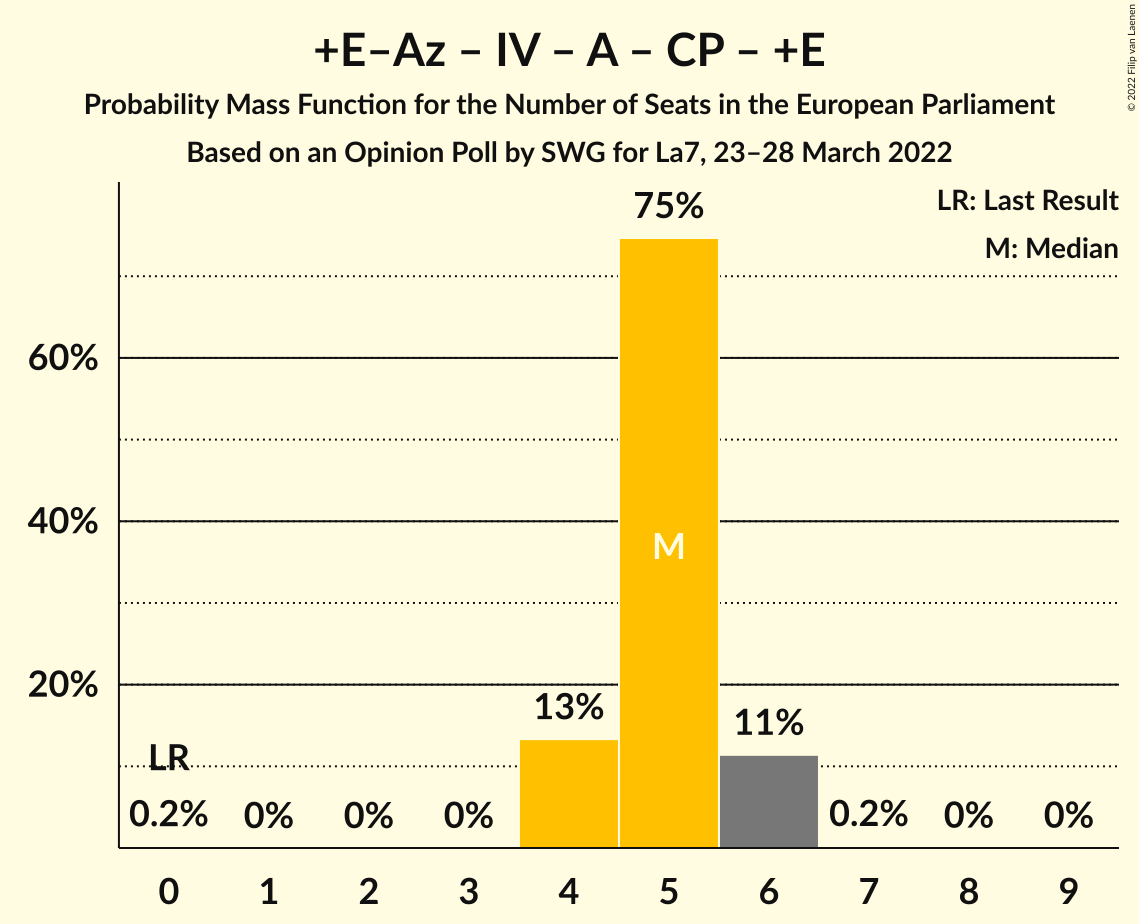 +E–Az – IV – A – CP – +E
Probability Mass Function for the Number of Seats in the European Parliament
Based on an Opinion Poll by SWG for La7, 23–28 March 2022
© 2022 Filip van Laenen
LR: Last Result
M: Median
75%
60%
40%
20%
M
13%
11%
LR
0.2%
0%
0%
0%
0.2%
0%
0%
0 1 2 3 4 5 6 7 8 9